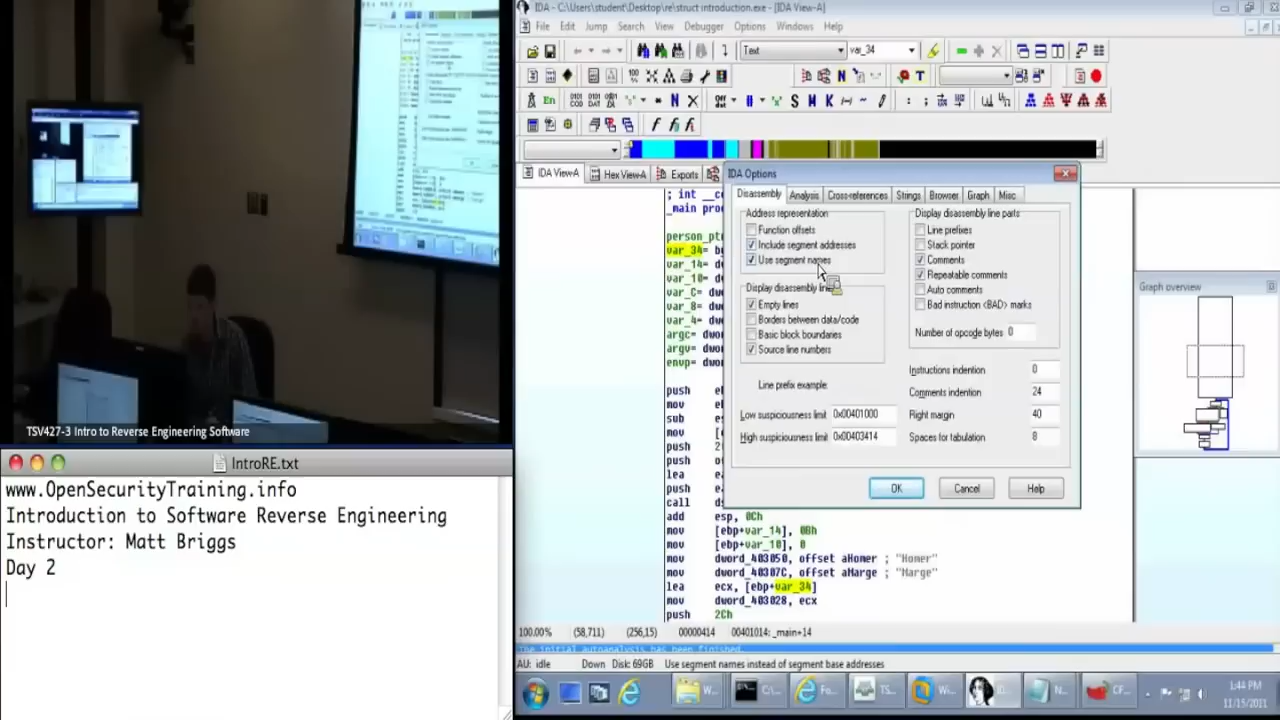 TSV427-3 Intro to Reverse Engineering Software
IntroRE.txt
www.OpenSecurityTraining.info
Introduction to Software Reverse Engineering
Instructor: Matt Briggs
Day 2
IDA - C:\Users\student\Desktop\re\struct introduction.exe - [IDA View-A]
File Edit Jump Search View Debugger Options Windows Help
Text var_34
IDA View-A Hex View-A Exports
; int
_main
person_pt
var_34=
var_14=
var_10=
var_C=
var_8=
var_4=
argc=
argv=
envp=
push
mov
sub
mov
push
push
lea
push
call
add esp, 0Ch
mov [ebp+var_14], 0Bh
mov [ebp+var_10], 0
mov dword_403050, offset aHomer ; "Homer"
mov dword_40307C, offset aMarge ; "Marge"
lea ecx, [ebp+var_34]
mov dword_403028, ecx
push 2Ch
IDA Options
Disassembly Analysis Cross-references Strings Browser Graph Misc
Address representation
Function offsets
Include segment addresses
Use segment names
Display disassembly
Empty lines
Borders between data/code
Basic block boundaries
Source line numbers
Line prefix example:
Low suspiciousness limit 0x00401000
High suspiciousness limit 0x00403414
Display disassembly line parts
Line prefixes
Stack pointer
Comments
Repeatable comments
Auto comments
Bad instruction <BAD> marks
Number of opcode bytes 0
Instructions indention 0
Comments indention 24
Right margin 40
Spaces for tabulation 8
OK Cancel Help
Graph overview
100.00% (58,711) (256,15) 00000414 00401014: _main+14
The initial autoanalysis has been finished.
AU: idle Down Disk: 69GB Use segment names instead of segment base addresses
1:44 PM
11/15/2011